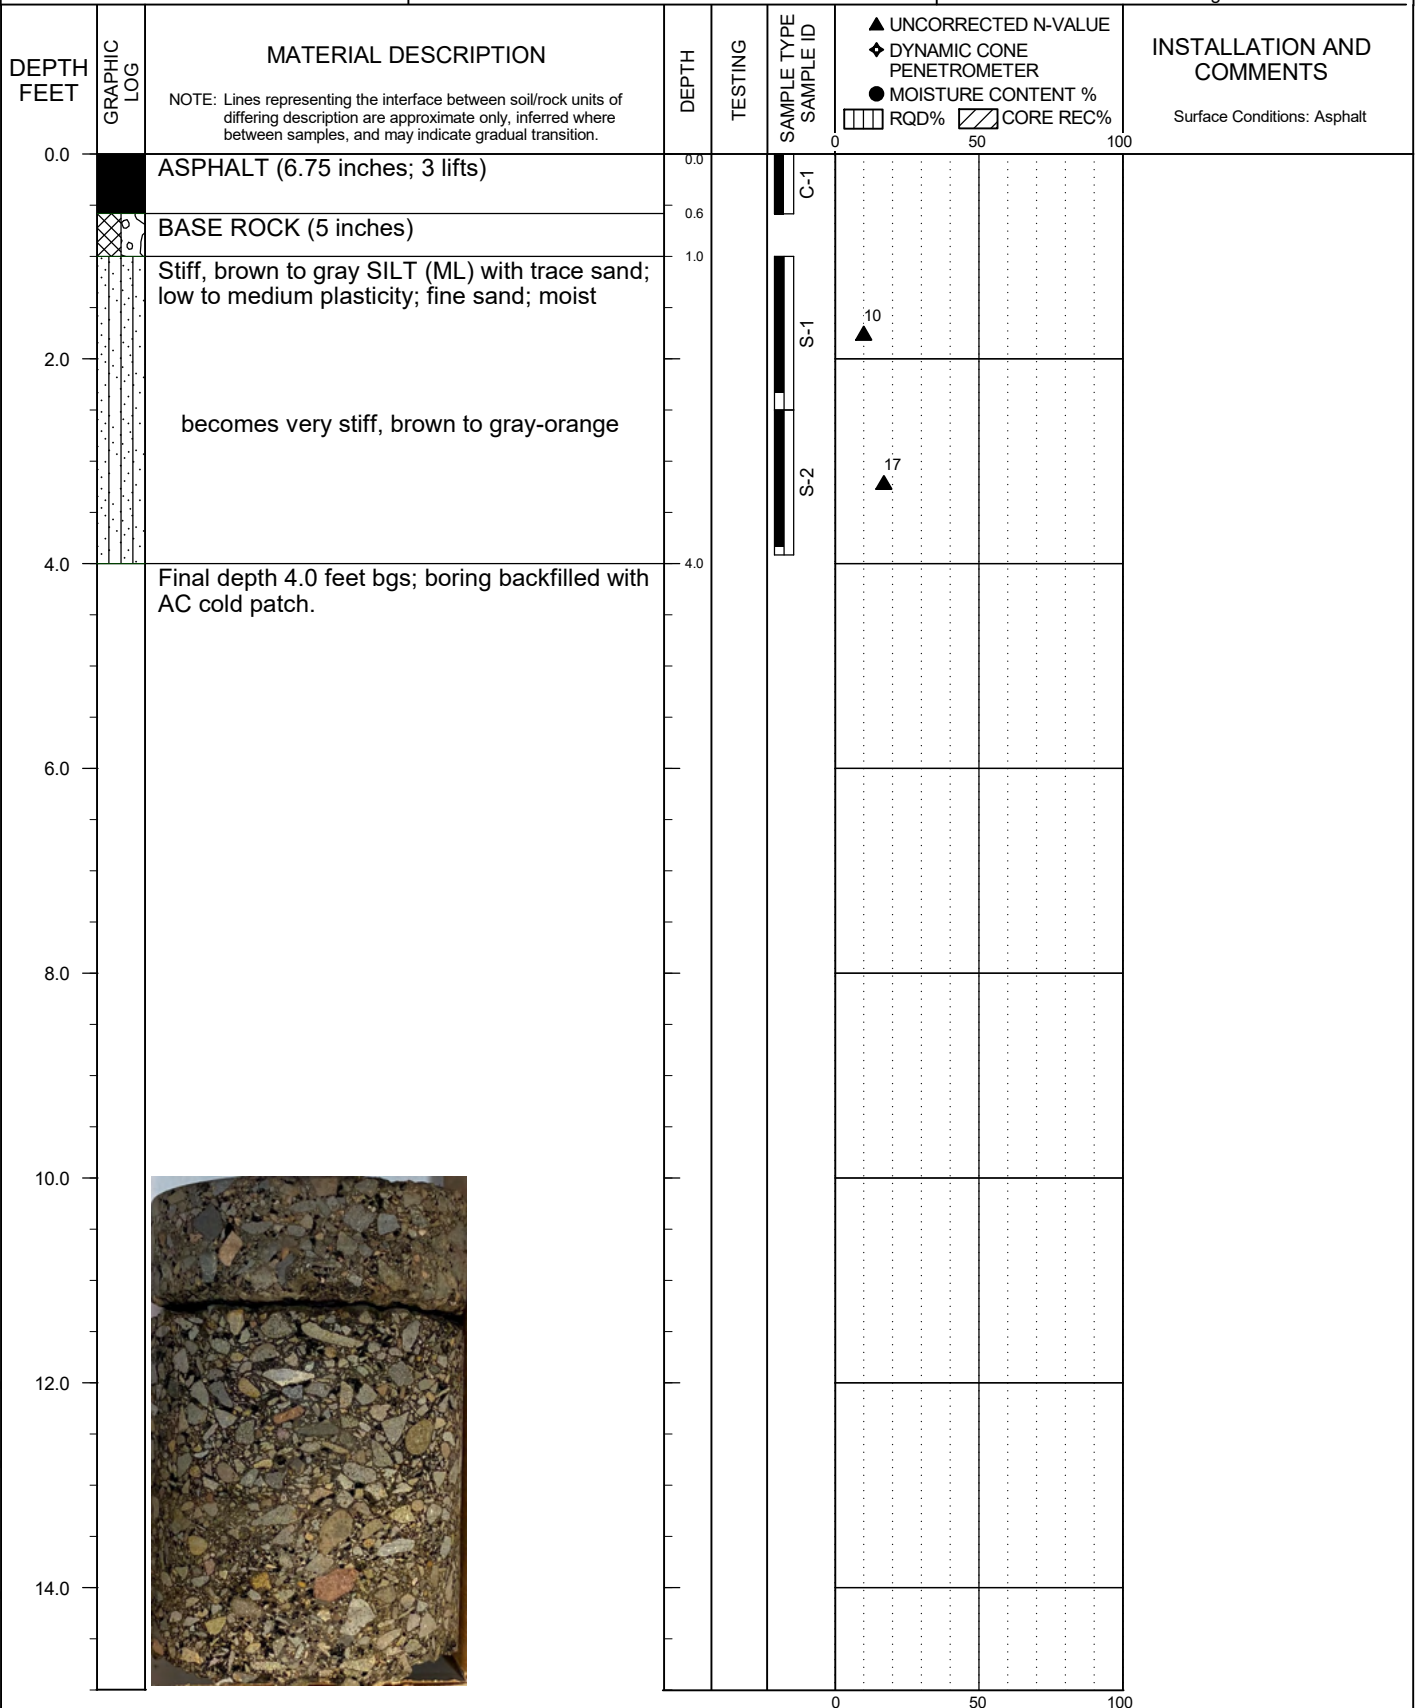 DEPTH
FEET
GRAPHIC
LOG
MATERIAL DESCRIPTION
NOTE: Lines representing the interface between soil/rock units of
differing description are approximate only, inferred where
between samples, and may indicate gradual transition.
DEPTH
TESTING
SAMPLE TYPE
SAMPLE ID
UNCORRECTED N-VALUE
DYNAMIC CONE
PENETROMETER
MOISTURE CONTENT %
RQD% CORE REC%
0 50 100
INSTALLATION AND
COMMENTS
Surface Conditions: Asphalt
0.0
ASPHALT (6.75 inches; 3 lifts)
0.0
C-1
0.6
BASE ROCK (5 inches)
1.0
Stiff, brown to gray SILT (ML) with trace sand;
low to medium plasticity; fine sand; moist
S-1
10
2.0
becomes very stiff, brown to gray-orange
S-2
17
4.0
4.0
Final depth 4.0 feet bgs; boring backfilled with
AC cold patch.
6.0
8.0
10.0
12.0
14.0
0 50 100